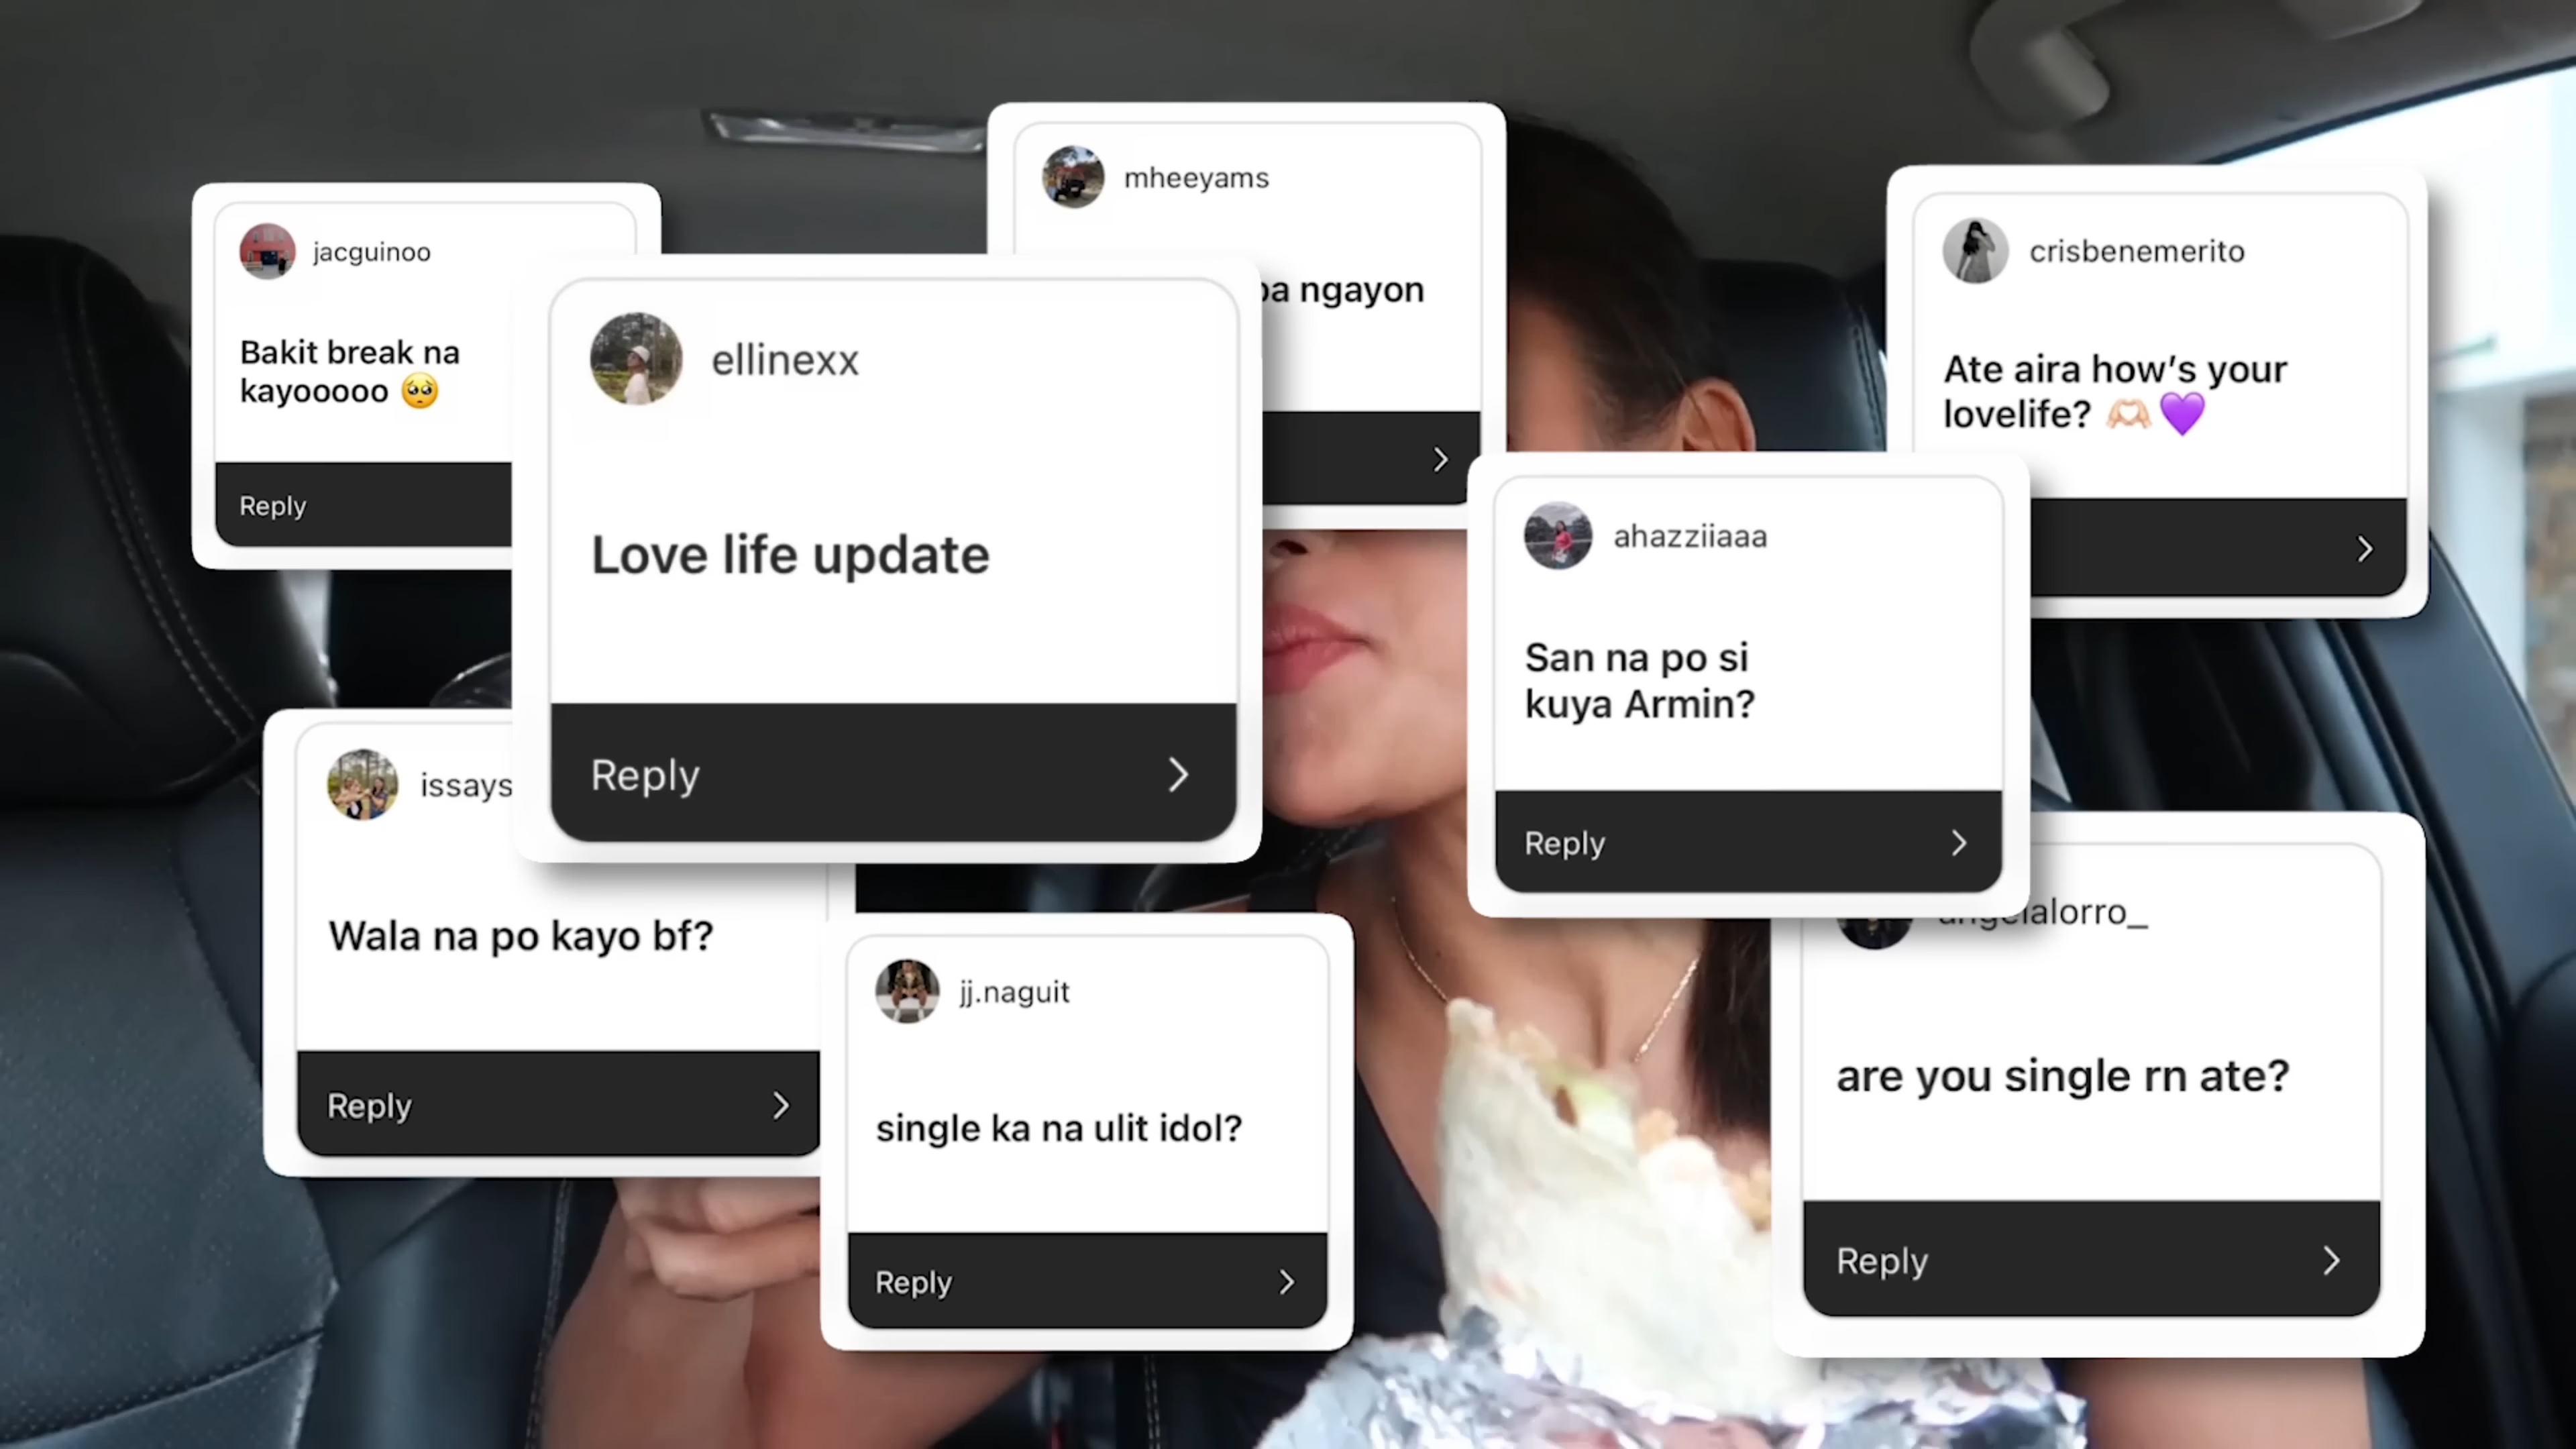 jacguinoo
Bakit break na
kayooooo 🥺
Reply
mheeyams
ngayon
crisbenemerito
Ate aira how's your
lovelife? 🫶🏻💜
ellinexx
Love life update
Reply
ahazziiaaa
San na po si
kuya Armin?
Reply
issays
Wala na po kayo bf?
Reply
jj.naguit
single ka na ulit idol?
Reply
are you single rn ate?
Reply